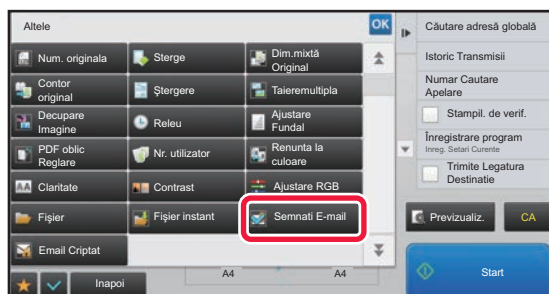 Altele
OK
Num. originala
Sterge
Dim.mixtă
Original
Contor
original
Ştergere
Taieremultipla
Decupare
Imagine
Releu
Ajustare
Fundal
PDF oblic
Reglare
Nr. utilizator
Renunta la
culoare
AA
Claritate
Contrast
Ajustare RGB
Fişier
Fişier instant
Semnati E-mail
Email Criptat
Inapoi
A4
A4
Căutare adresă globală
Istoric Transmisii
Numar Cautare
Apelare
Stampil. de verif.
Înregistrare program
Inreg. Setari Curente
Trimite Legatura
Destinatie
Previzualiz.
CA
Start